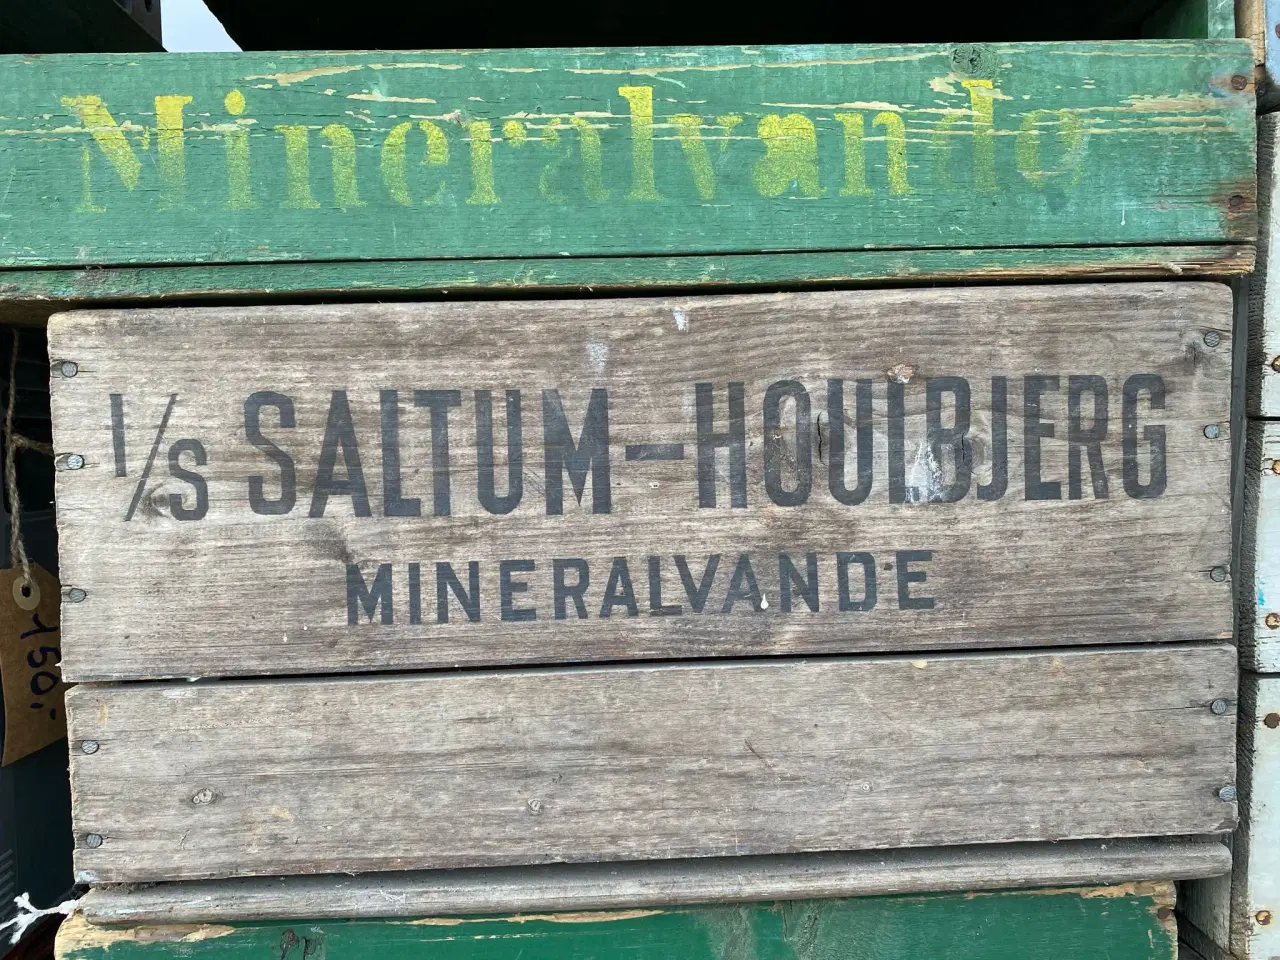 Mineralvande
I/S SALTUM-HOULBJERG
MINERALVANDE
150,-